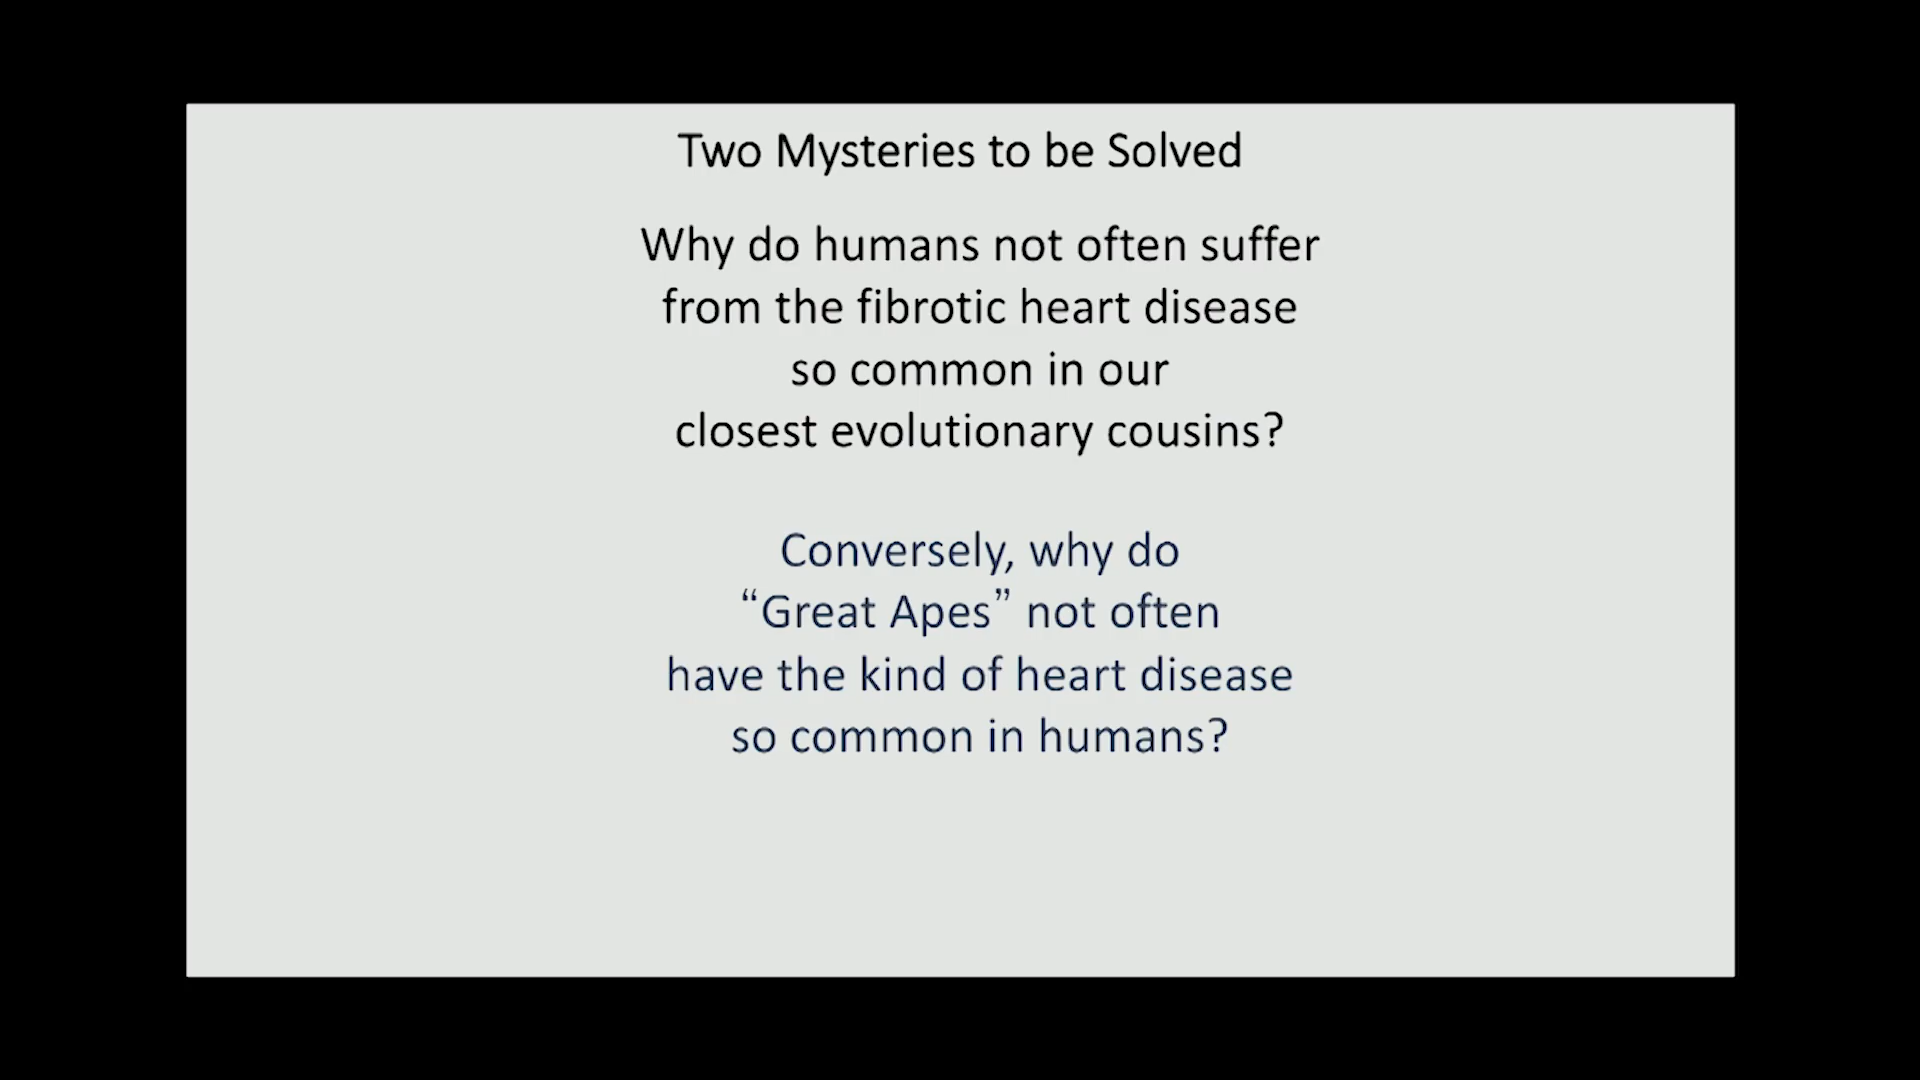 Two Mysteries to be Solved
Why do humans not often suffer
from the fibrotic heart disease
so common in our
closest evolutionary cousins?
Conversely, why do
“Great Apes” not often
have the kind of heart disease
so common in humans?